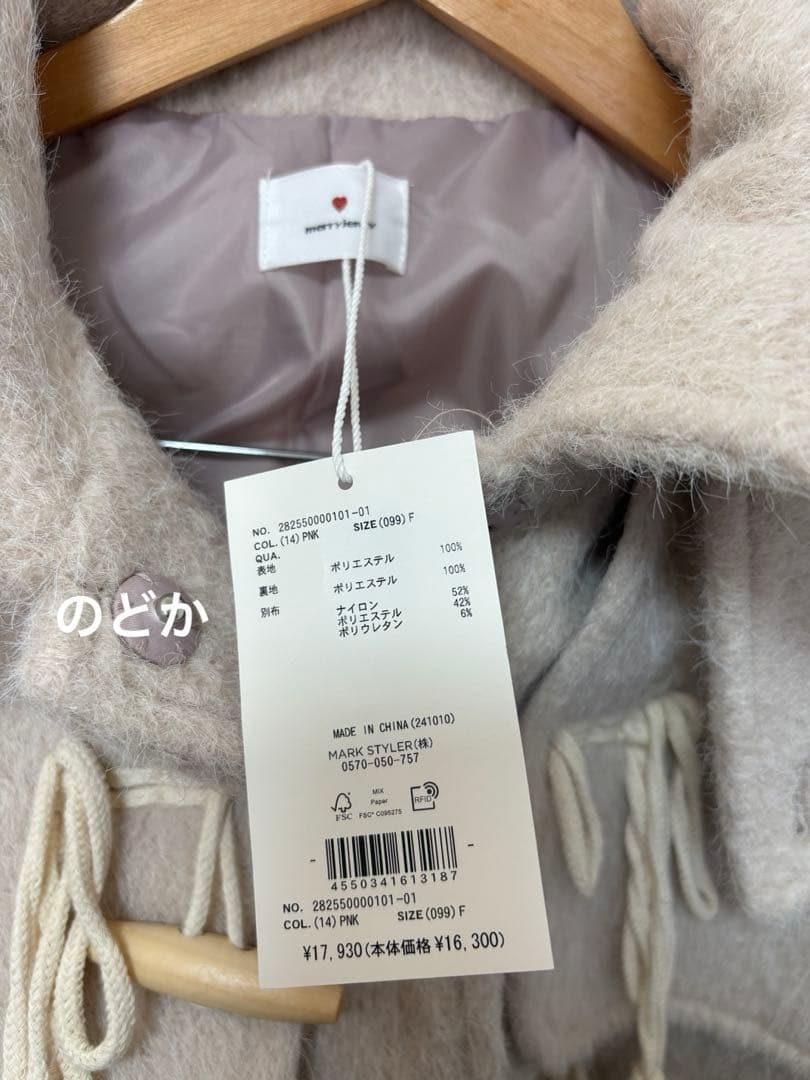 NO. 282550000101-01
COL. (14) PNK SIZE (099) F
QUA.
表地 ポリエステル 100%
裏地 ポリエステル 100%
別布 ナイロン 52%
ポリエステル 42%
ポリウレタン 6%
のどか
MADE IN CHINA (241010)
MARK STYLER(株)
0570-050-757
FSC
MIX
Paper
FSC® C095275
RFID
4550341613187
NO. 282550000101-01
COL. (14) PNK SIZE (099) F
¥17,930(本体価格 ¥16,300)